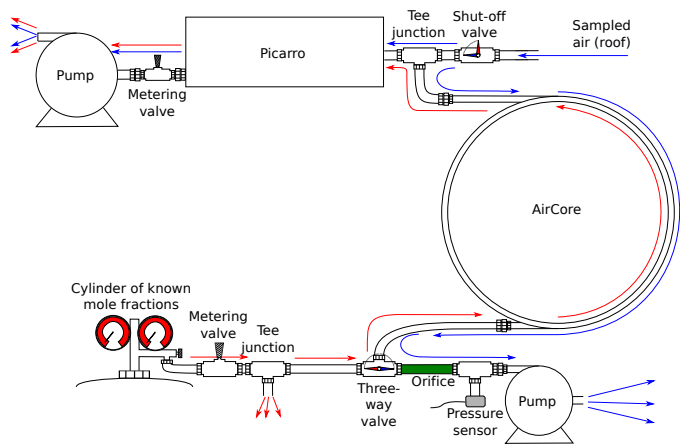 Tee
junction
Shut-off
valve
Sampled
air (roof)
Picarro
Pump
Metering
valve
AirCore
Cylinder of known
mole fractions
Metering
valve
Tee
junction
Three-
way
valve
Orifice
Pressure
sensor
Pump